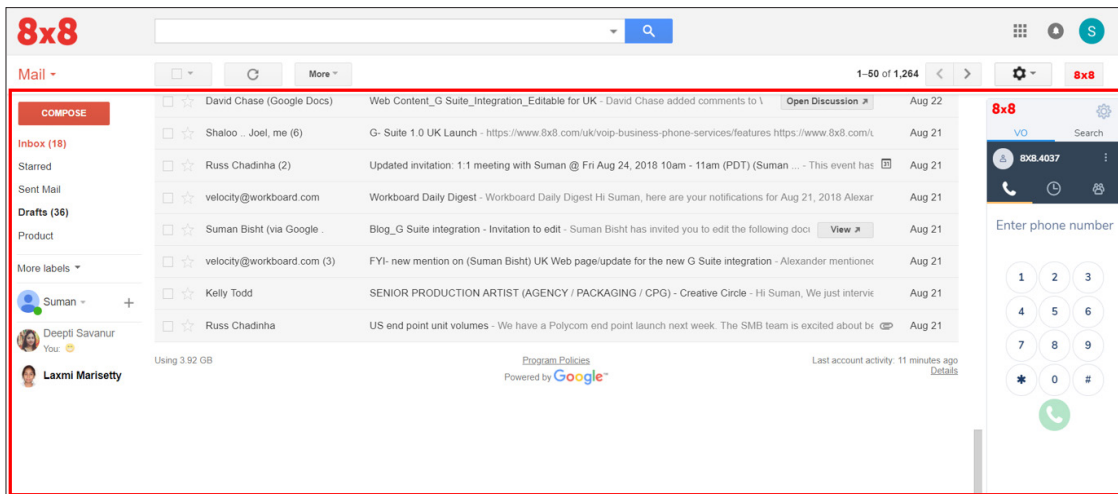 8x8
S
Mail
More
1–50 of 1,264
8x8
COMPOSE
Inbox (18)
Starred
Sent Mail
Drafts (36)
Product
More labels
Suman
Deepti Savanur
You:
Laxmi Marisetty
David Chase (Google Docs) Web Content_G Suite_Integration_Editable for UK - David Chase added comments to Open Discussion Aug 22
Shaloo .. Joel, me (6) G- Suite 1.0 UK Launch - https://www.8x8.com/uk/voip-business-phone-services/features https://www.8x8.com/u Aug 21
Russ Chadinha (2) Updated invitation: 1:1 meeting with Suman @ Fri Aug 24, 2018 10am - 11am (PDT) (Suman ... - This event has 31 Aug 21
velocity@workboard.com Workboard Daily Digest - Workboard Daily Digest Hi Suman, here are your notifications for Aug 21, 2018 Alexar Aug 21
Suman Bisht (via Google . Blog_G Suite integration - Invitation to edit - Suman Bisht has invited you to edit the following docu View Aug 21
velocity@workboard.com (3) FYI- new mention on (Suman Bisht) UK Web page/update for the new G Suite integration - Alexander mentioned Aug 21
Kelly Todd SENIOR PRODUCTION ARTIST (AGENCY / PACKAGING / CPG) - Creative Circle - Hi Suman, We just intervie Aug 21
Russ Chadinha US end point unit volumes - We have a Polycom end point launch next week. The SMB team is excited about be Aug 21
Using 3.92 GB
Program Policies
Powered by Google™
Last account activity: 11 minutes ago
Details
8x8
VO Search
8X8.4037
Enter phone number
1 2 3
4 5 6
7 8 9
* 0 #